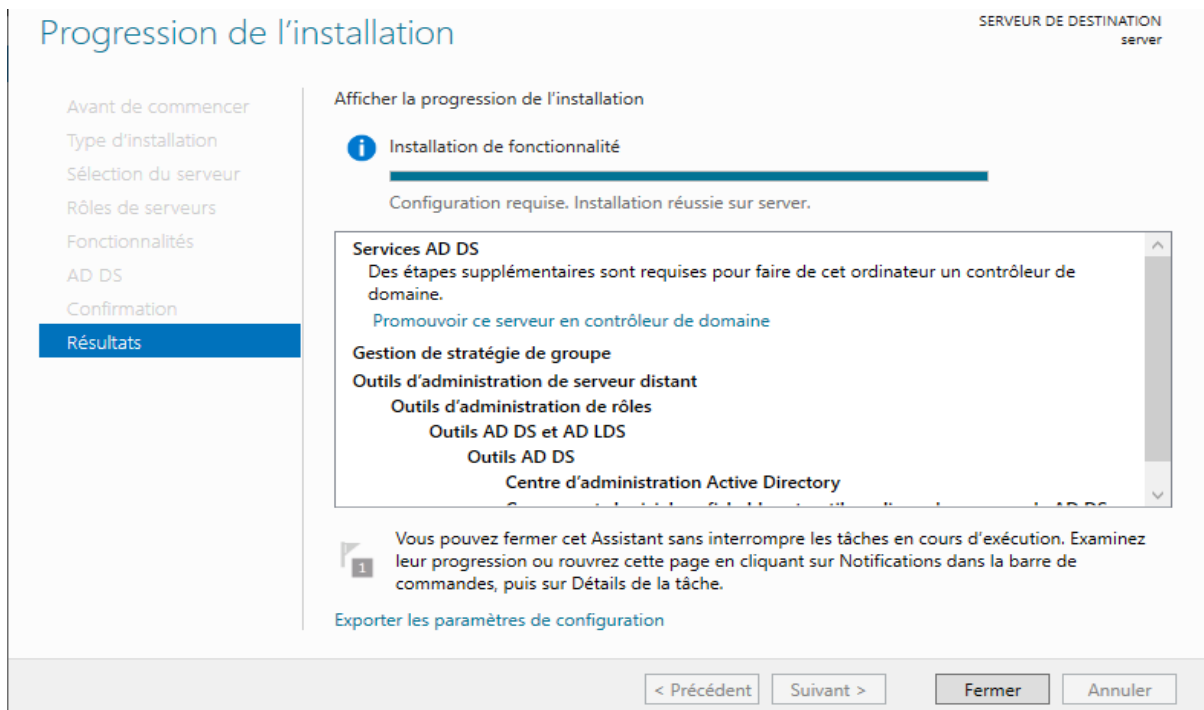 Progression de l'installation
SERVEUR DE DESTINATION
server
Avant de commencer
Type d'installation
Sélection du serveur
Rôles de serveurs
Fonctionnalités
AD DS
Confirmation
Résultats
Afficher la progression de l'installation
Installation de fonctionnalité
Configuration requise. Installation réussie sur server.
Services AD DS
Des étapes supplémentaires sont requises pour faire de cet ordinateur un contrôleur de
domaine.
Promouvoir ce serveur en contrôleur de domaine
Gestion de stratégie de groupe
Outils d'administration de serveur distant
Outils d'administration de rôles
Outils AD DS et AD LDS
Outils AD DS
Centre d'administration Active Directory
1
Vous pouvez fermer cet Assistant sans interrompre les tâches en cours d'exécution. Examinez
leur progression ou rouvrez cette page en cliquant sur Notifications dans la barre de
commandes, puis sur Détails de la tâche.
Exporter les paramètres de configuration
< Précédent
Suivant >
Fermer
Annuler